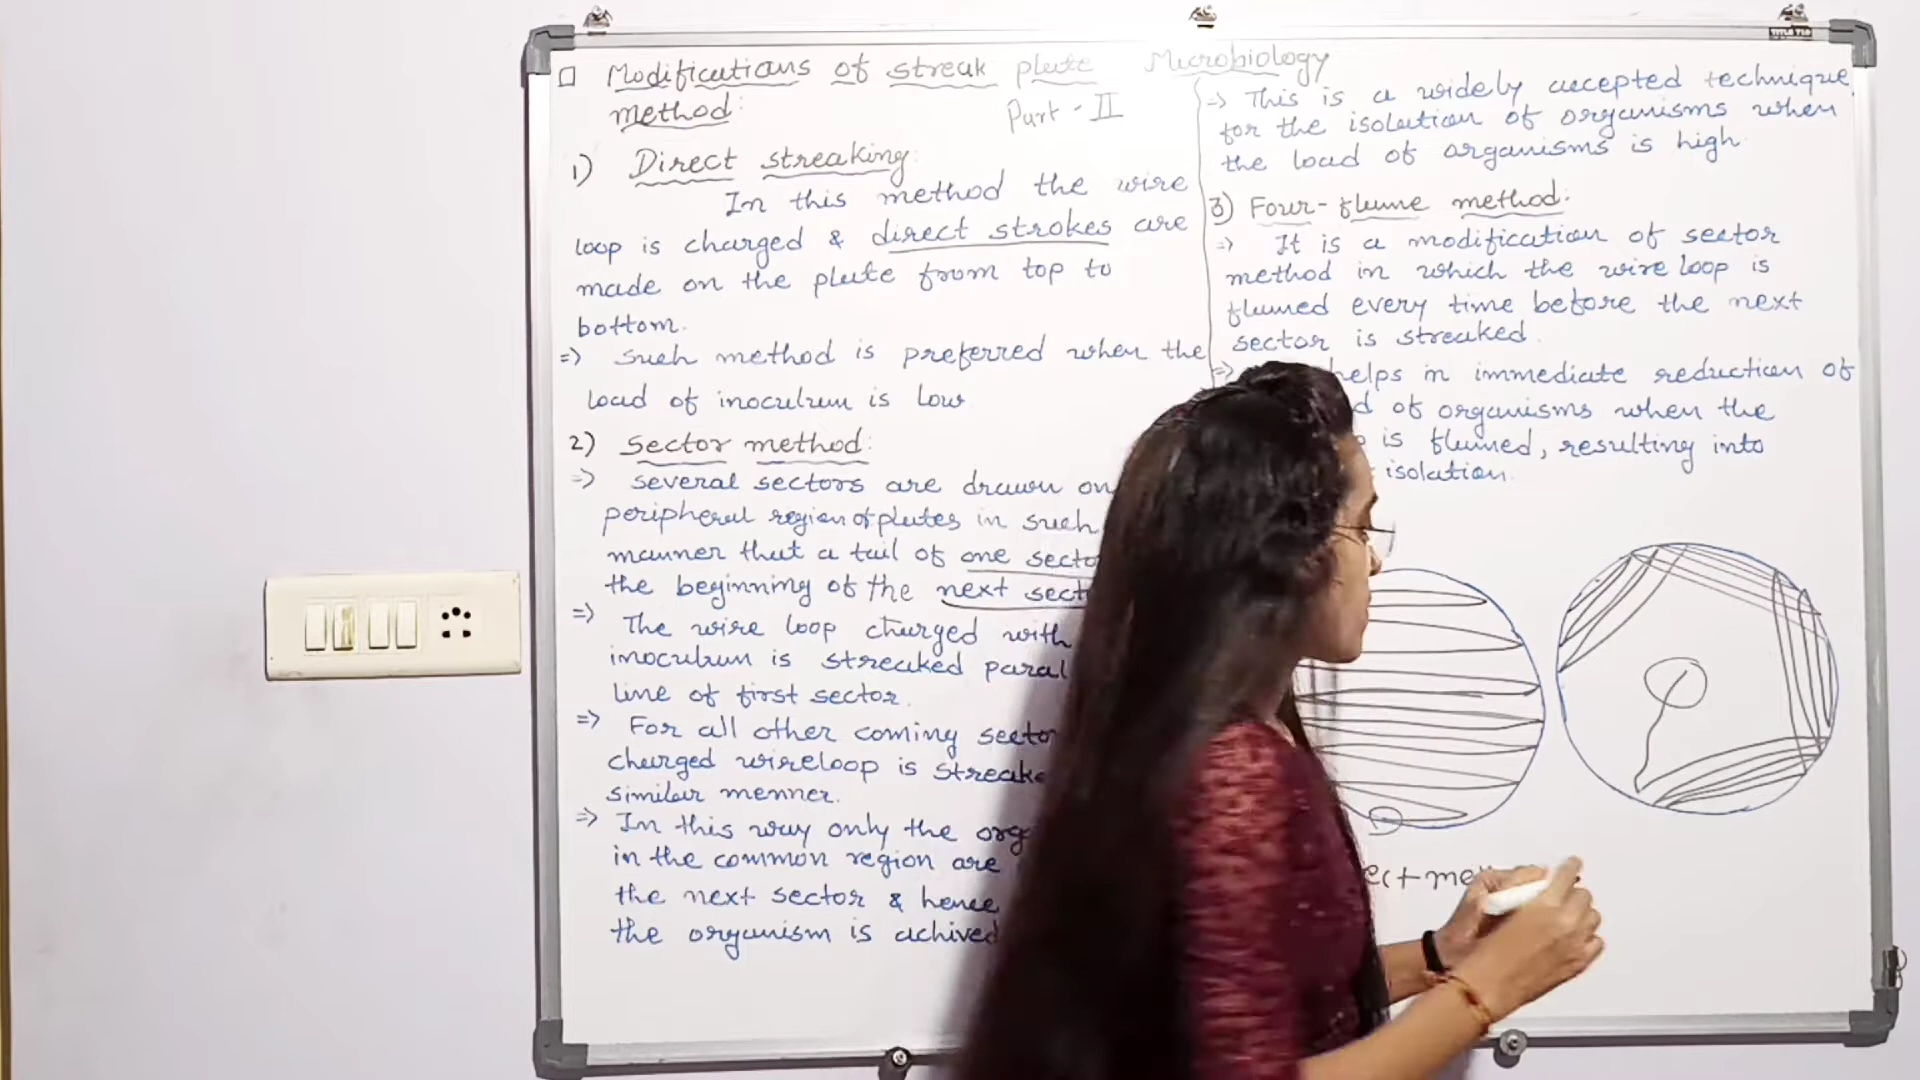 Modifications of streak plate
method:
Microbiology
Part - II
1) Direct streaking:
In this method the wire
loop is charged & direct strokes are
made on the plate from top to
bottom.
=> such method is preferred when the
load of inoculum is Low
2) Sector method:
=> several sectors are drawn on
peripheral region of plates in such
manner that a tail of one
the beginning of the next
=> The wire loop charged with
inoculum is streaked
line of first sector.
=> For all other coming
charged wireloop is
similar menner.
=> In this way only the
in the common region are
the next sector & hence
the organism is achived
=> This is a widely accepted technique
for the isolation of organisms when
the load of organisms is high
3) Four-flame method:
=> It is a modification of sector
method in which the wire loop is
flamed every time before the next
sector is streaked.
=> helps in immediate reduction of
of organisms when the
is flamed, resulting into
isolation.